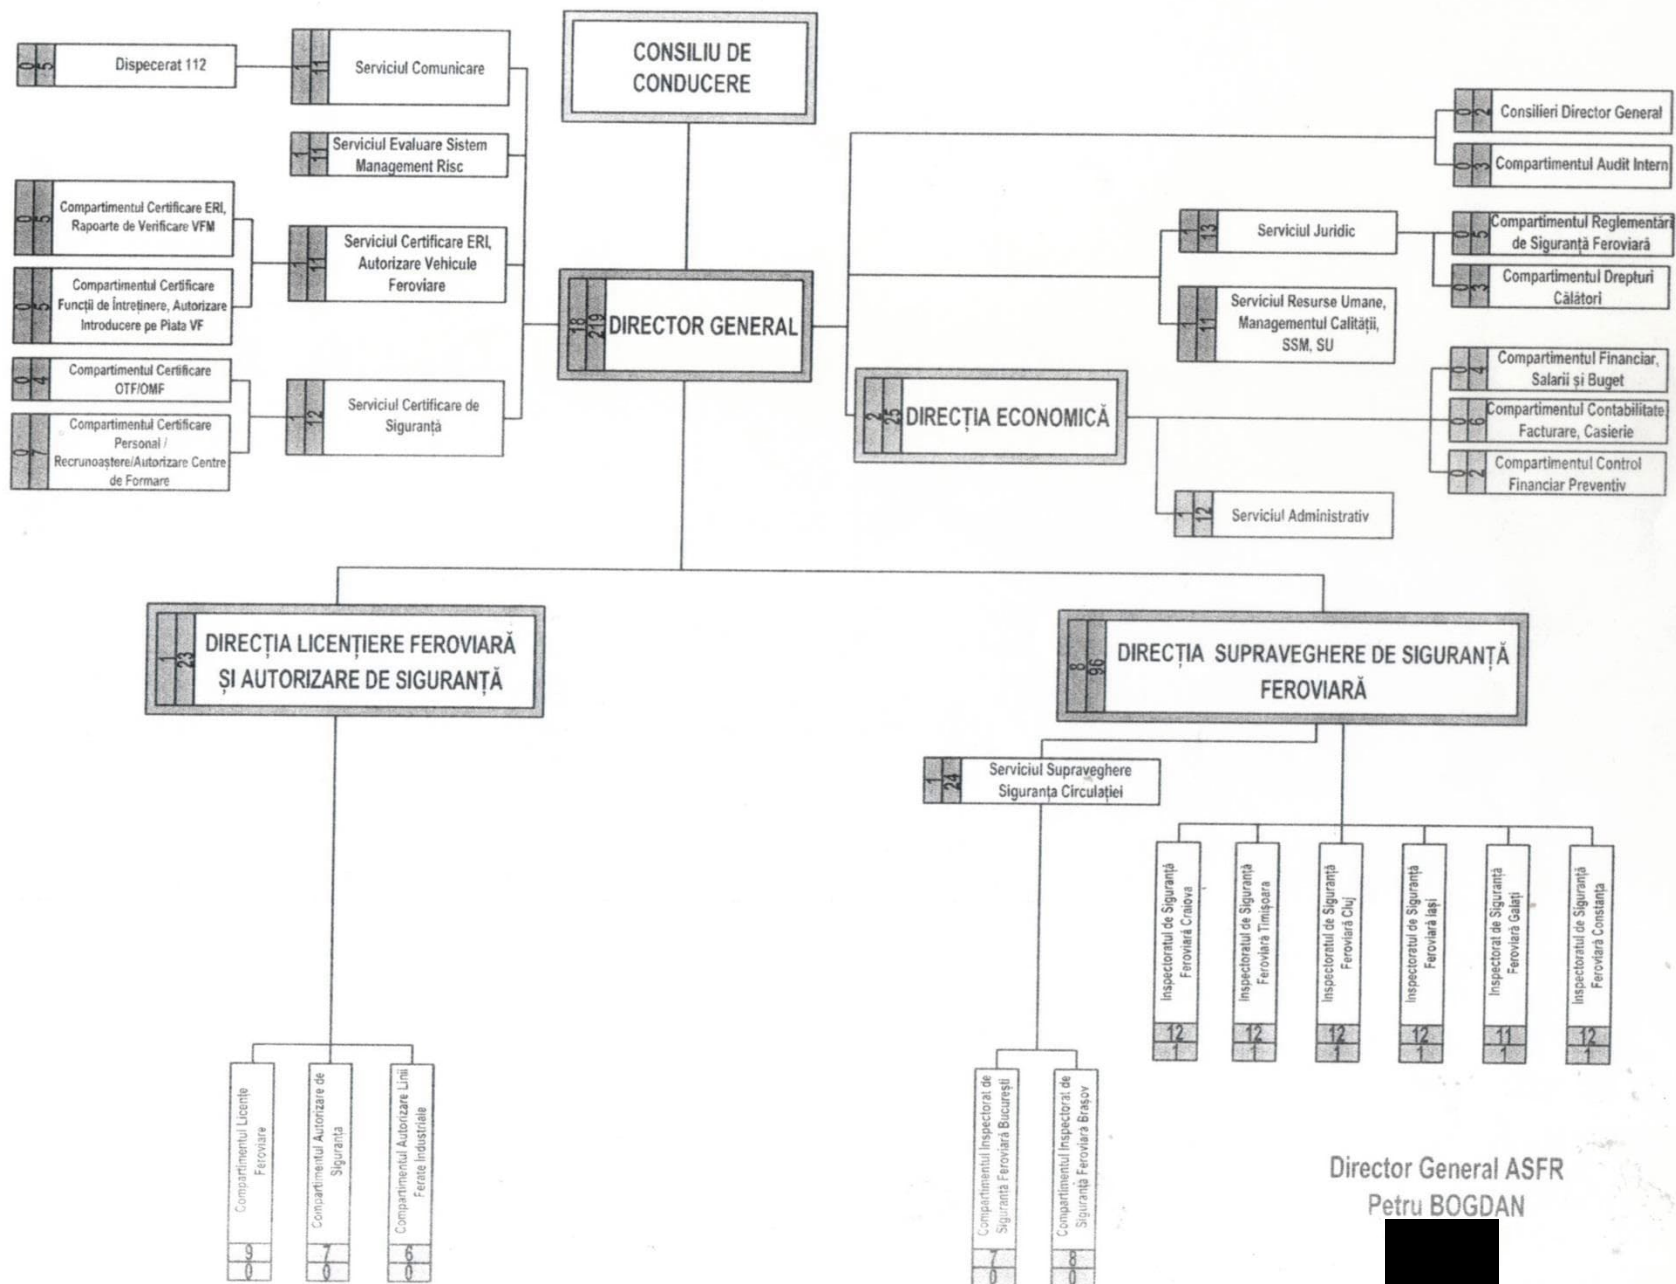 CONSILIU DE
CONDUCERE
0 5 Dispecerat 112
1 11 Serviciul Comunicare
1 11 Serviciul Evaluare Sistem
Management Risc
0 5 Compartimentul Certificare ERI,
Rapoarte de Verificare VFM
0 5 Compartimentul Certificare
Funcții de Întreținere, Autorizare
Introducere pe Piata VF
1 11 Serviciul Certificare ERI,
Autorizare Vehicule
Feroviare
0 4 Compartimentul Certificare
OTF/OMF
0 7 Compartimentul Certificare
Personal /
Recrunoaștere/Autorizare Centre
de Formare
1 12 Serviciul Certificare de
Siguranță
18 219 DIRECTOR GENERAL
0 2 Consilieri Director General
0 3 Compartimentul Audit Intern
1 13 Serviciul Juridic
0 5 Compartimentul Reglementări
de Siguranță Feroviară
0 3 Compartimentul Drepturi
Călători
1 11 Serviciul Resurse Umane,
Managementul Calității,
SSM, SU
2 25 DIRECȚIA ECONOMICĂ
0 4 Compartimentul Financiar,
Salarii și Buget
0 6 Compartimentul Contabilitate
Facturare, Casierie
0 2 Compartimentul Control
Financiar Preventiv
1 12 Serviciul Administrativ
1 23 DIRECȚIA LICENȚIERE FEROVIARĂ
ȘI AUTORIZARE DE SIGURANȚĂ
8 96 DIRECȚIA SUPRAVEGHERE DE SIGURANȚĂ
FEROVIARĂ
1 24 Serviciul Supraveghere
Siguranța Circulației
Inspectoratul de Siguranță
Feroviară Craiova
12
1
Inspectoratul de Siguranță
Feroviară Timișoara
12
1
Inspectoratul de Siguranță
Feroviară Cluj
12
1
Inspectoratul de Siguranță
Feroviară Iași
12
1
Inspectorat de Siguranță
Feroviară Galați
11
1
Inspectoratul de Siguranță
Feroviară Constanța
12
1
Compartimentul Licențe
Feroviare
9
0
Compartimentul Autorizare de
Siguranța
7
0
Compartimentul Autorizare Linii
Ferate Industriale
6
0
Compartimentul Inspectorat de
Siguranță Feroviară București
7
0
Compartimentul Inspectorat de
Siguranță Feroviară Brașov
8
0
Director General ASFR
Petru BOGDAN